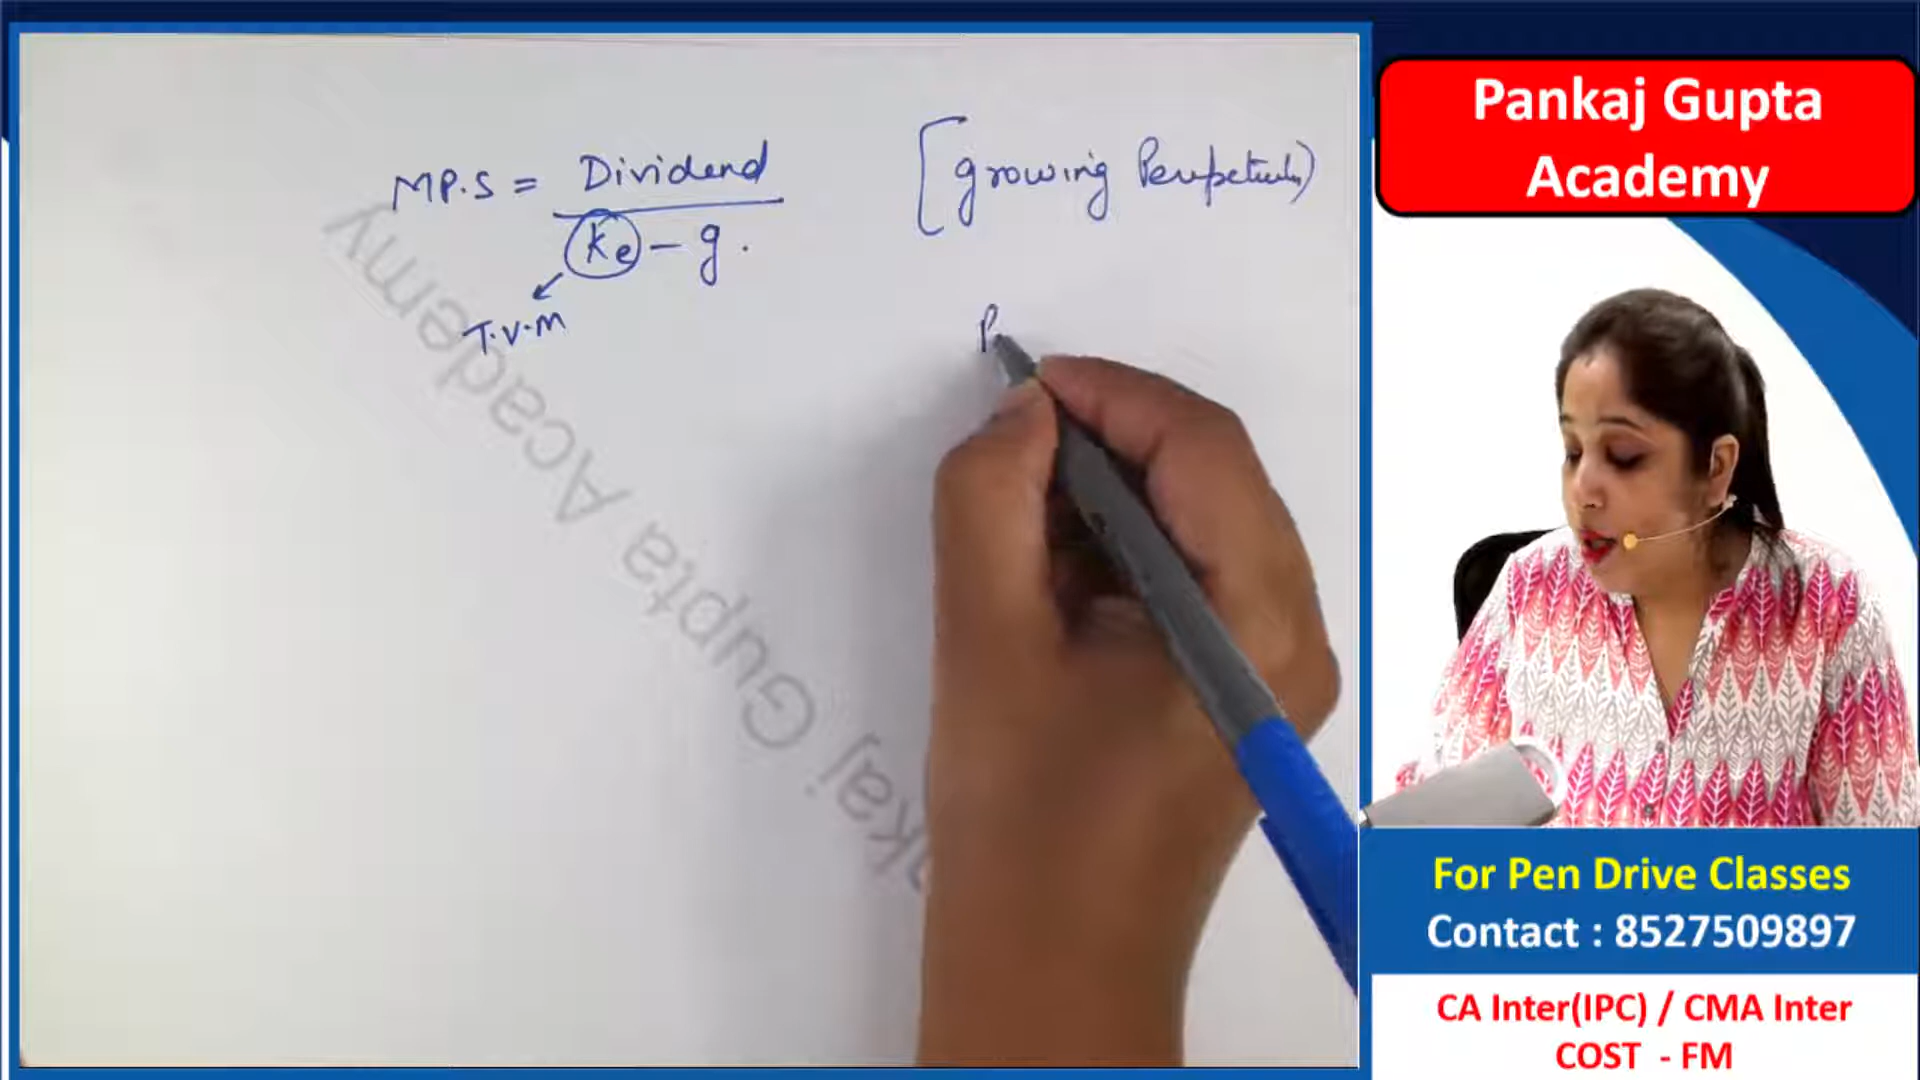 MP.S = Dividend
Ke - g.
T.V.M
[growing Perpetuity)
P
Pankaj Gupta Academy
Pankaj Gupta
Academy
For Pen Drive Classes
Contact : 8527509897
CA Inter(IPC) / CMA Inter
COST - FM